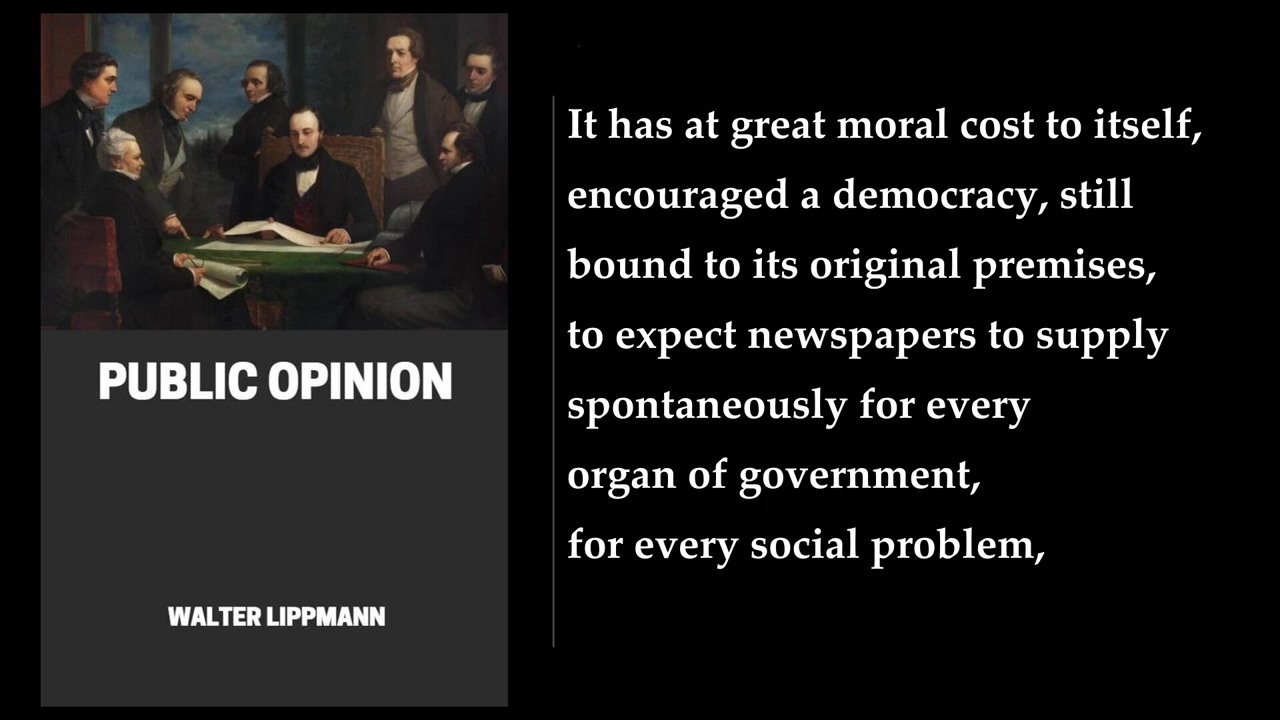 PUBLIC OPINION
WALTER LIPPMANN
It has at great moral cost to itself,
encouraged a democracy, still
bound to its original premises,
to expect newspapers to supply
spontaneously for every
organ of government,
for every social problem,